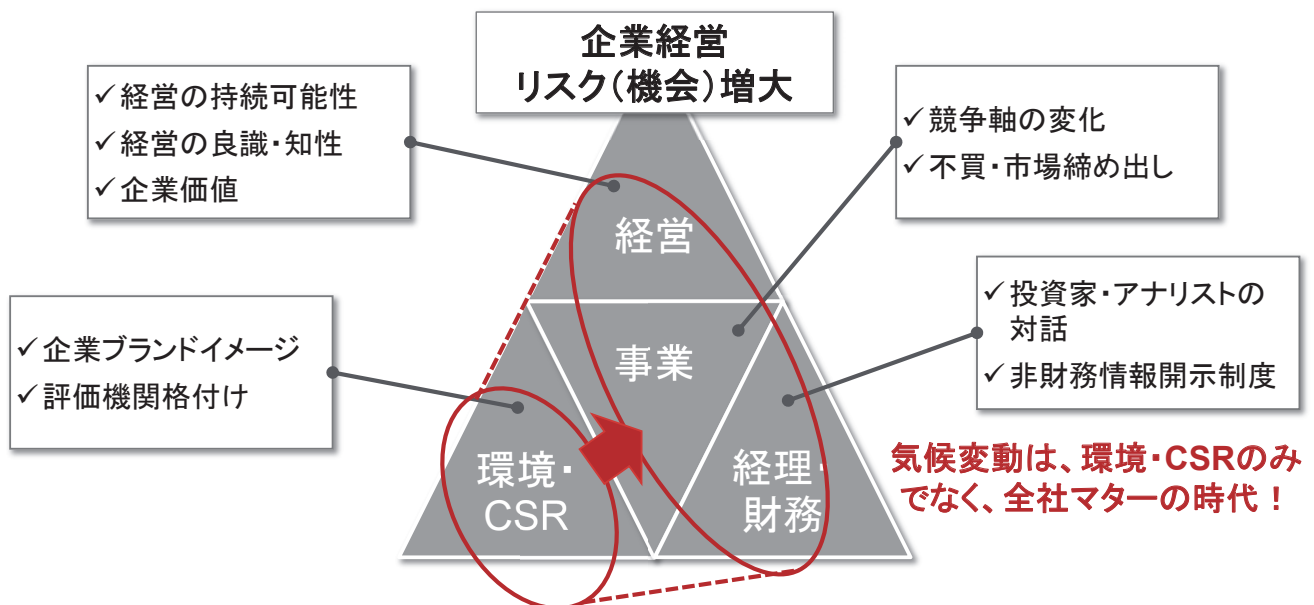 企業経営
リスク(機会)増大
✓経営の持続可能性
✓経営の良識・知性
✓企業価値
✓競争軸の変化
✓不買・市場締め出し
経営
✓投資家・アナリストの
対話
✓非財務情報開示制度
✓企業ブランドイメージ
✓評価機関格付け
事業
環境・
CSR
経理・
財務
気候変動は、環境・CSRのみ
でなく、全社マターの時代!